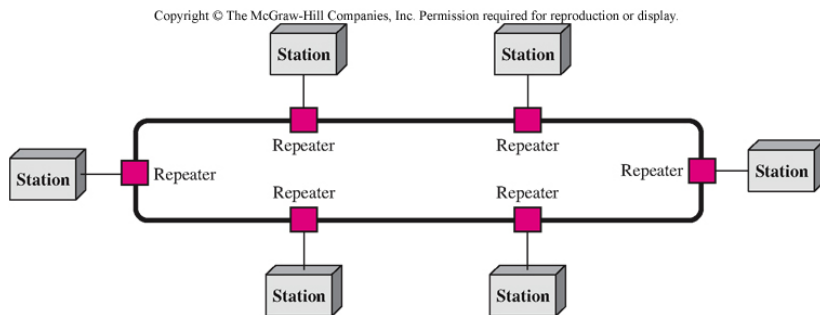 Copyright © The McGraw-Hill Companies, Inc. Permission required for reproduction or display.
Station
Station
Repeater
Repeater
Station
Repeater
Repeater
Station
Repeater
Repeater
Station
Station